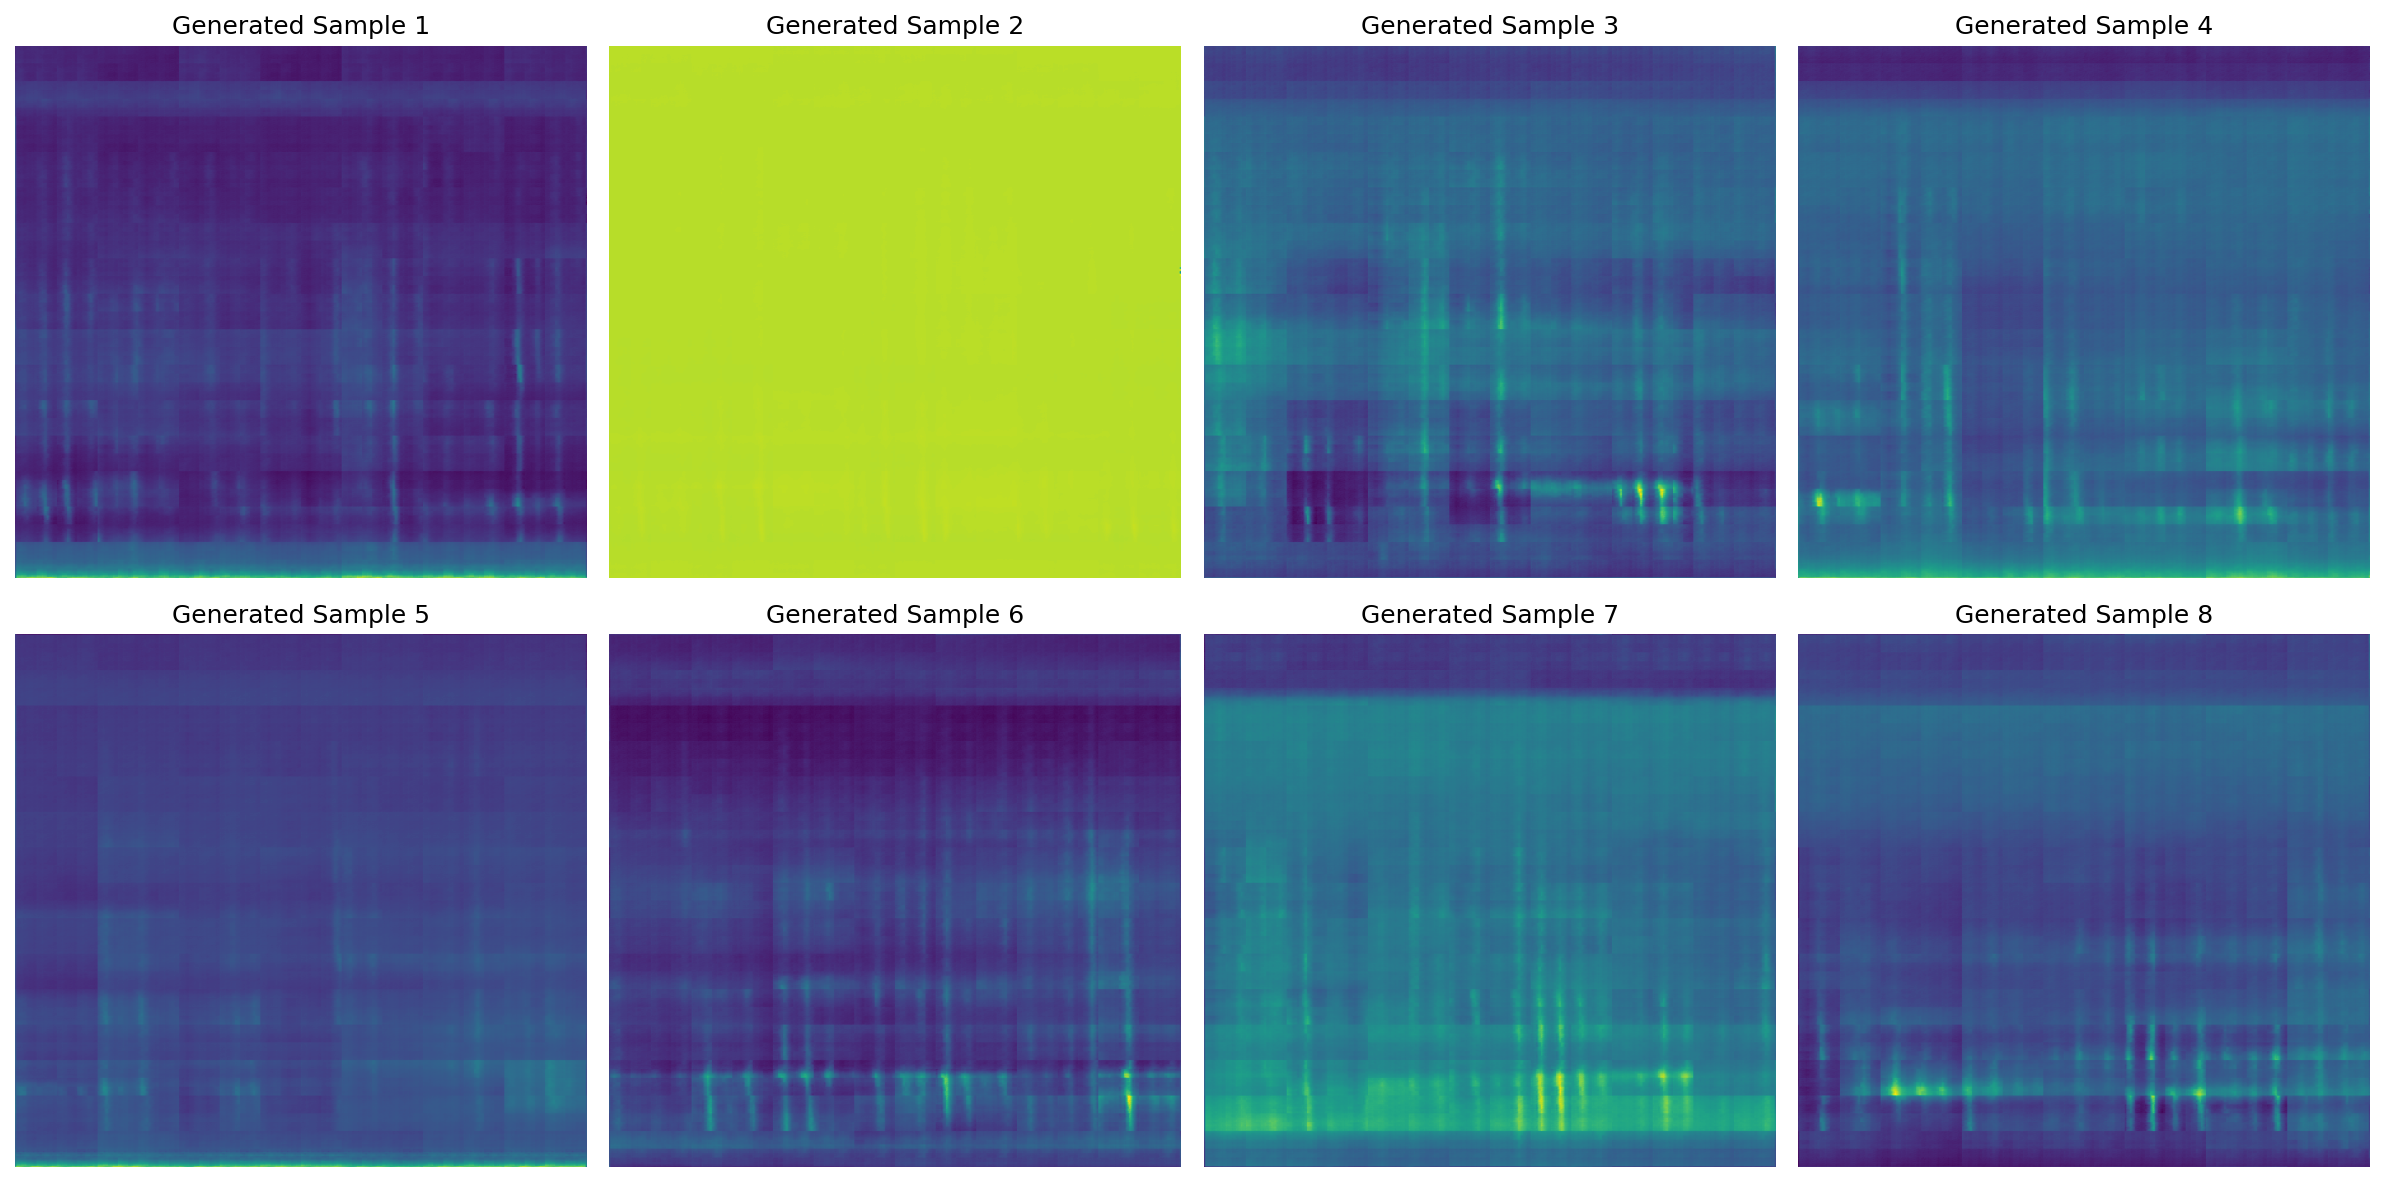 Generated Sample 1
Generated Sample 2
Generated Sample 3
Generated Sample 4
Generated Sample 5
Generated Sample 6
Generated Sample 7
Generated Sample 8